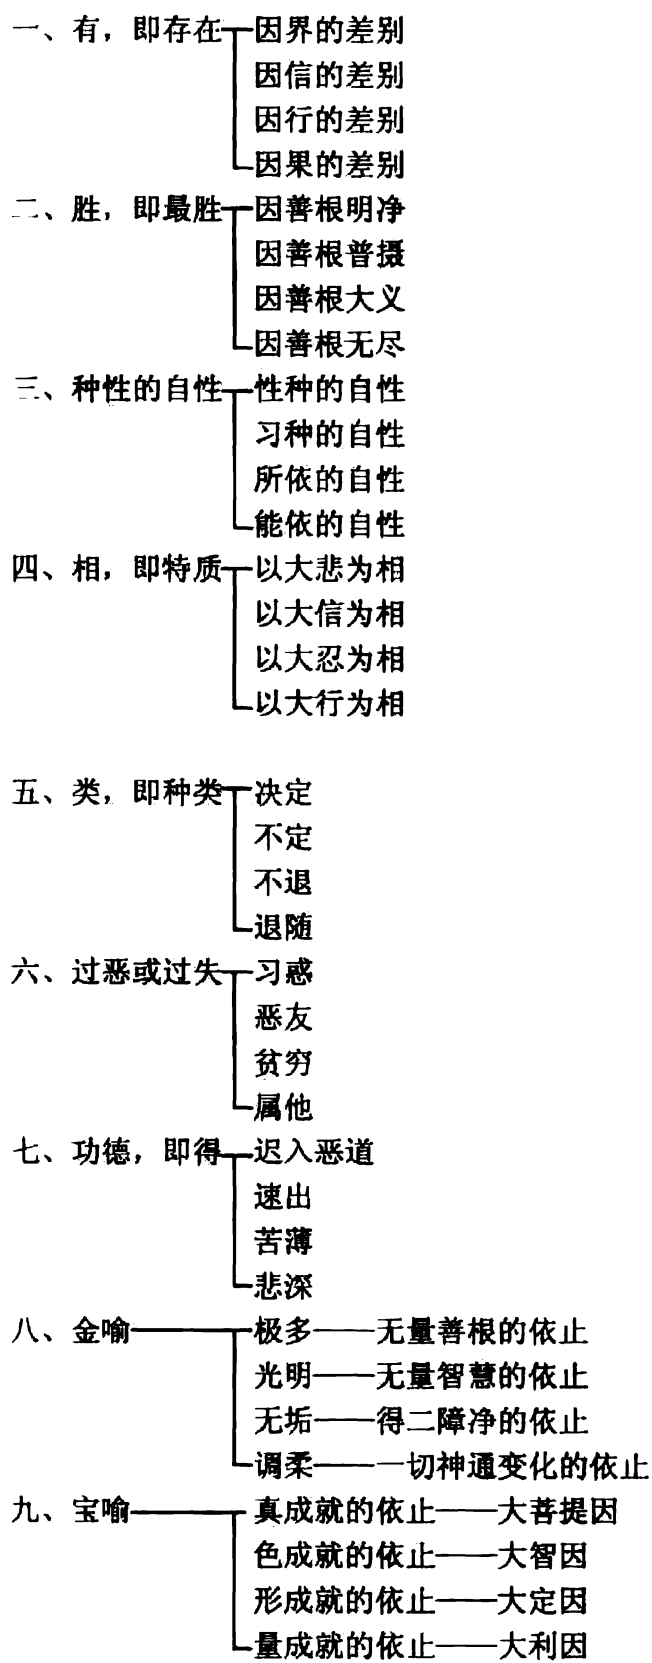 一、有，即存在 因界的差别
因信的差别
因行的差别
因果的差别
二、胜，即最胜 因善根明净
因善根普摄
因善根大义
因善根无尽
三、种性的自性 性种的自性
习种的自性
所依的自性
能依的自性
四、相，即特质 以大悲为相
以大信为相
以大忍为相
以大行为相
五、类，即种类 决定
不定
不退
退随
六、过恶或过失 习惑
恶友
贫穷
属他
七、功德，即得 迟入恶道
速出
苦薄
悲深
八、金喻 极多——无量善根的依止
光明——无量智慧的依止
无垢——得二障净的依止
调柔——一切神通变化的依止
九、宝喻 真成就的依止——大菩提因
色成就的依止——大智因
形成就的依止——大定因
量成就的依止——大利因